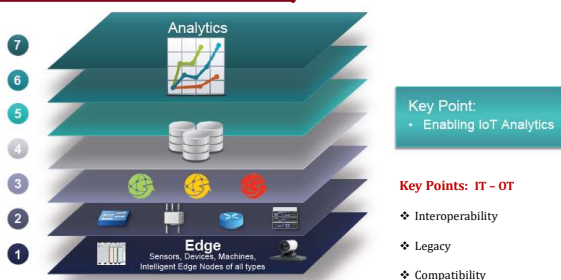 Analytics
7
6
5
4
3
2
1
Edge
Sensors, Devices, Machines,
Intelligent Edge Nodes of all types
Key Point:
• Enabling IoT Analytics
Key Points: IT – OT
❖ Interoperability
❖ Legacy
❖ Compatibility